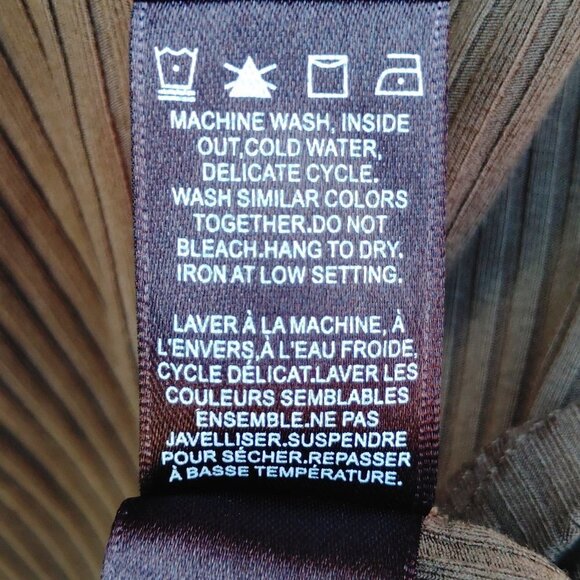 MACHINE WASH, INSIDE
OUT,COLD WATER,
DELICATE CYCLE.
WASH SIMILAR COLORS
TOGETHER.DO NOT
BLEACH.HANG TO DRY.
IRON AT LOW SETTING.
LAVER À LA MACHINE, À
L'ENVERS,À L'EAU FROIDE,
CYCLE DÉLICAT.LAVER LES
COULEURS SEMBLABLES
ENSEMBLE.NE PAS
JAVELLISER.SUSPENDRE
POUR SÉCHER.REPASSER
À BASSE TEMPÉRATURE.